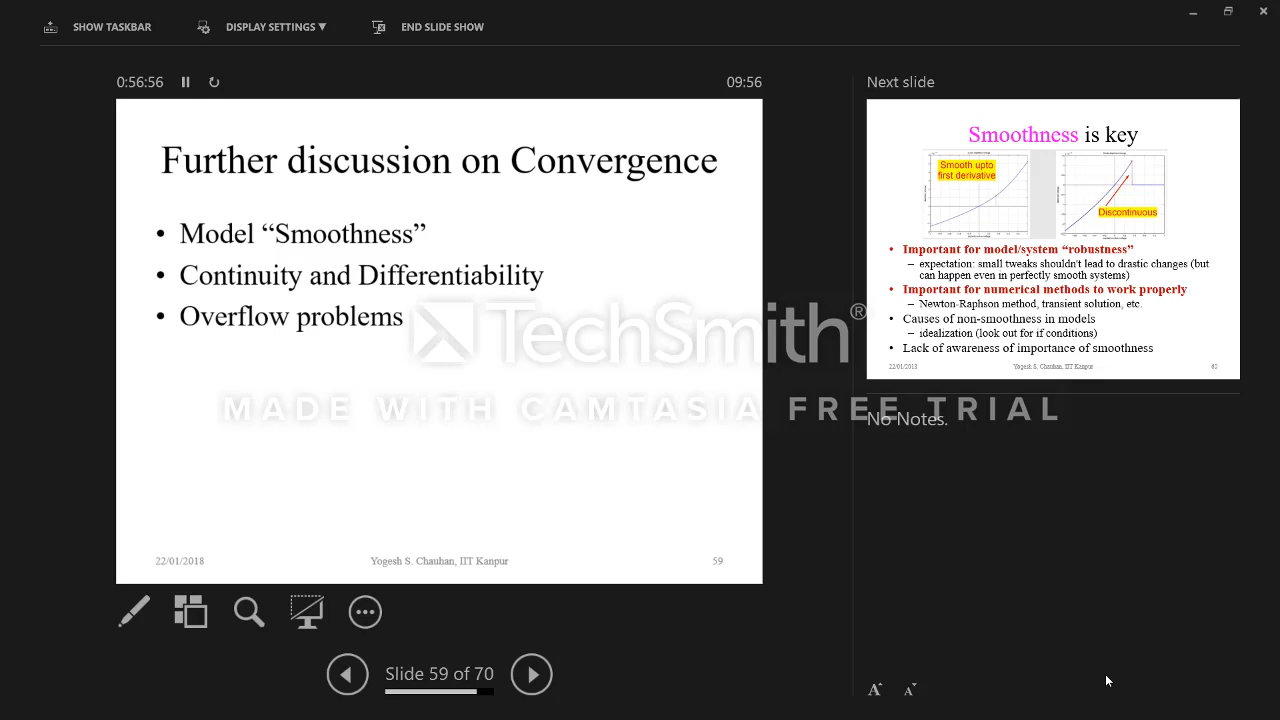 SHOW TASKBAR
DISPLAY SETTINGS ▼
END SLIDE SHOW
0:56:56
09:56
Further discussion on Convergence
• Model “Smoothness”
• Continuity and Differentiability
• Overflow problems
22/01/2018
Yogesh S. Chauhan, IIT Kanpur
59
Slide 59 of 70
Next slide
Smoothness is key
Smooth upto
first derivative
Discontinuous
• Important for model/system “robustness”
– expectation: small tweaks shouldn't lead to drastic changes (but
can happen even in perfectly smooth systems)
• Important for numerical methods to work properly
– Newton-Raphson method, transient solution, etc.
• Causes of non-smoothness in models
– idealization (look out for if conditions)
• Lack of awareness of importance of smoothness
22/01/2018
Yogesh S. Chauhan, IIT Kanpur
60
No Notes.
A A
TechSmith®
MADE WITH CAMTASIA FREE TRIAL